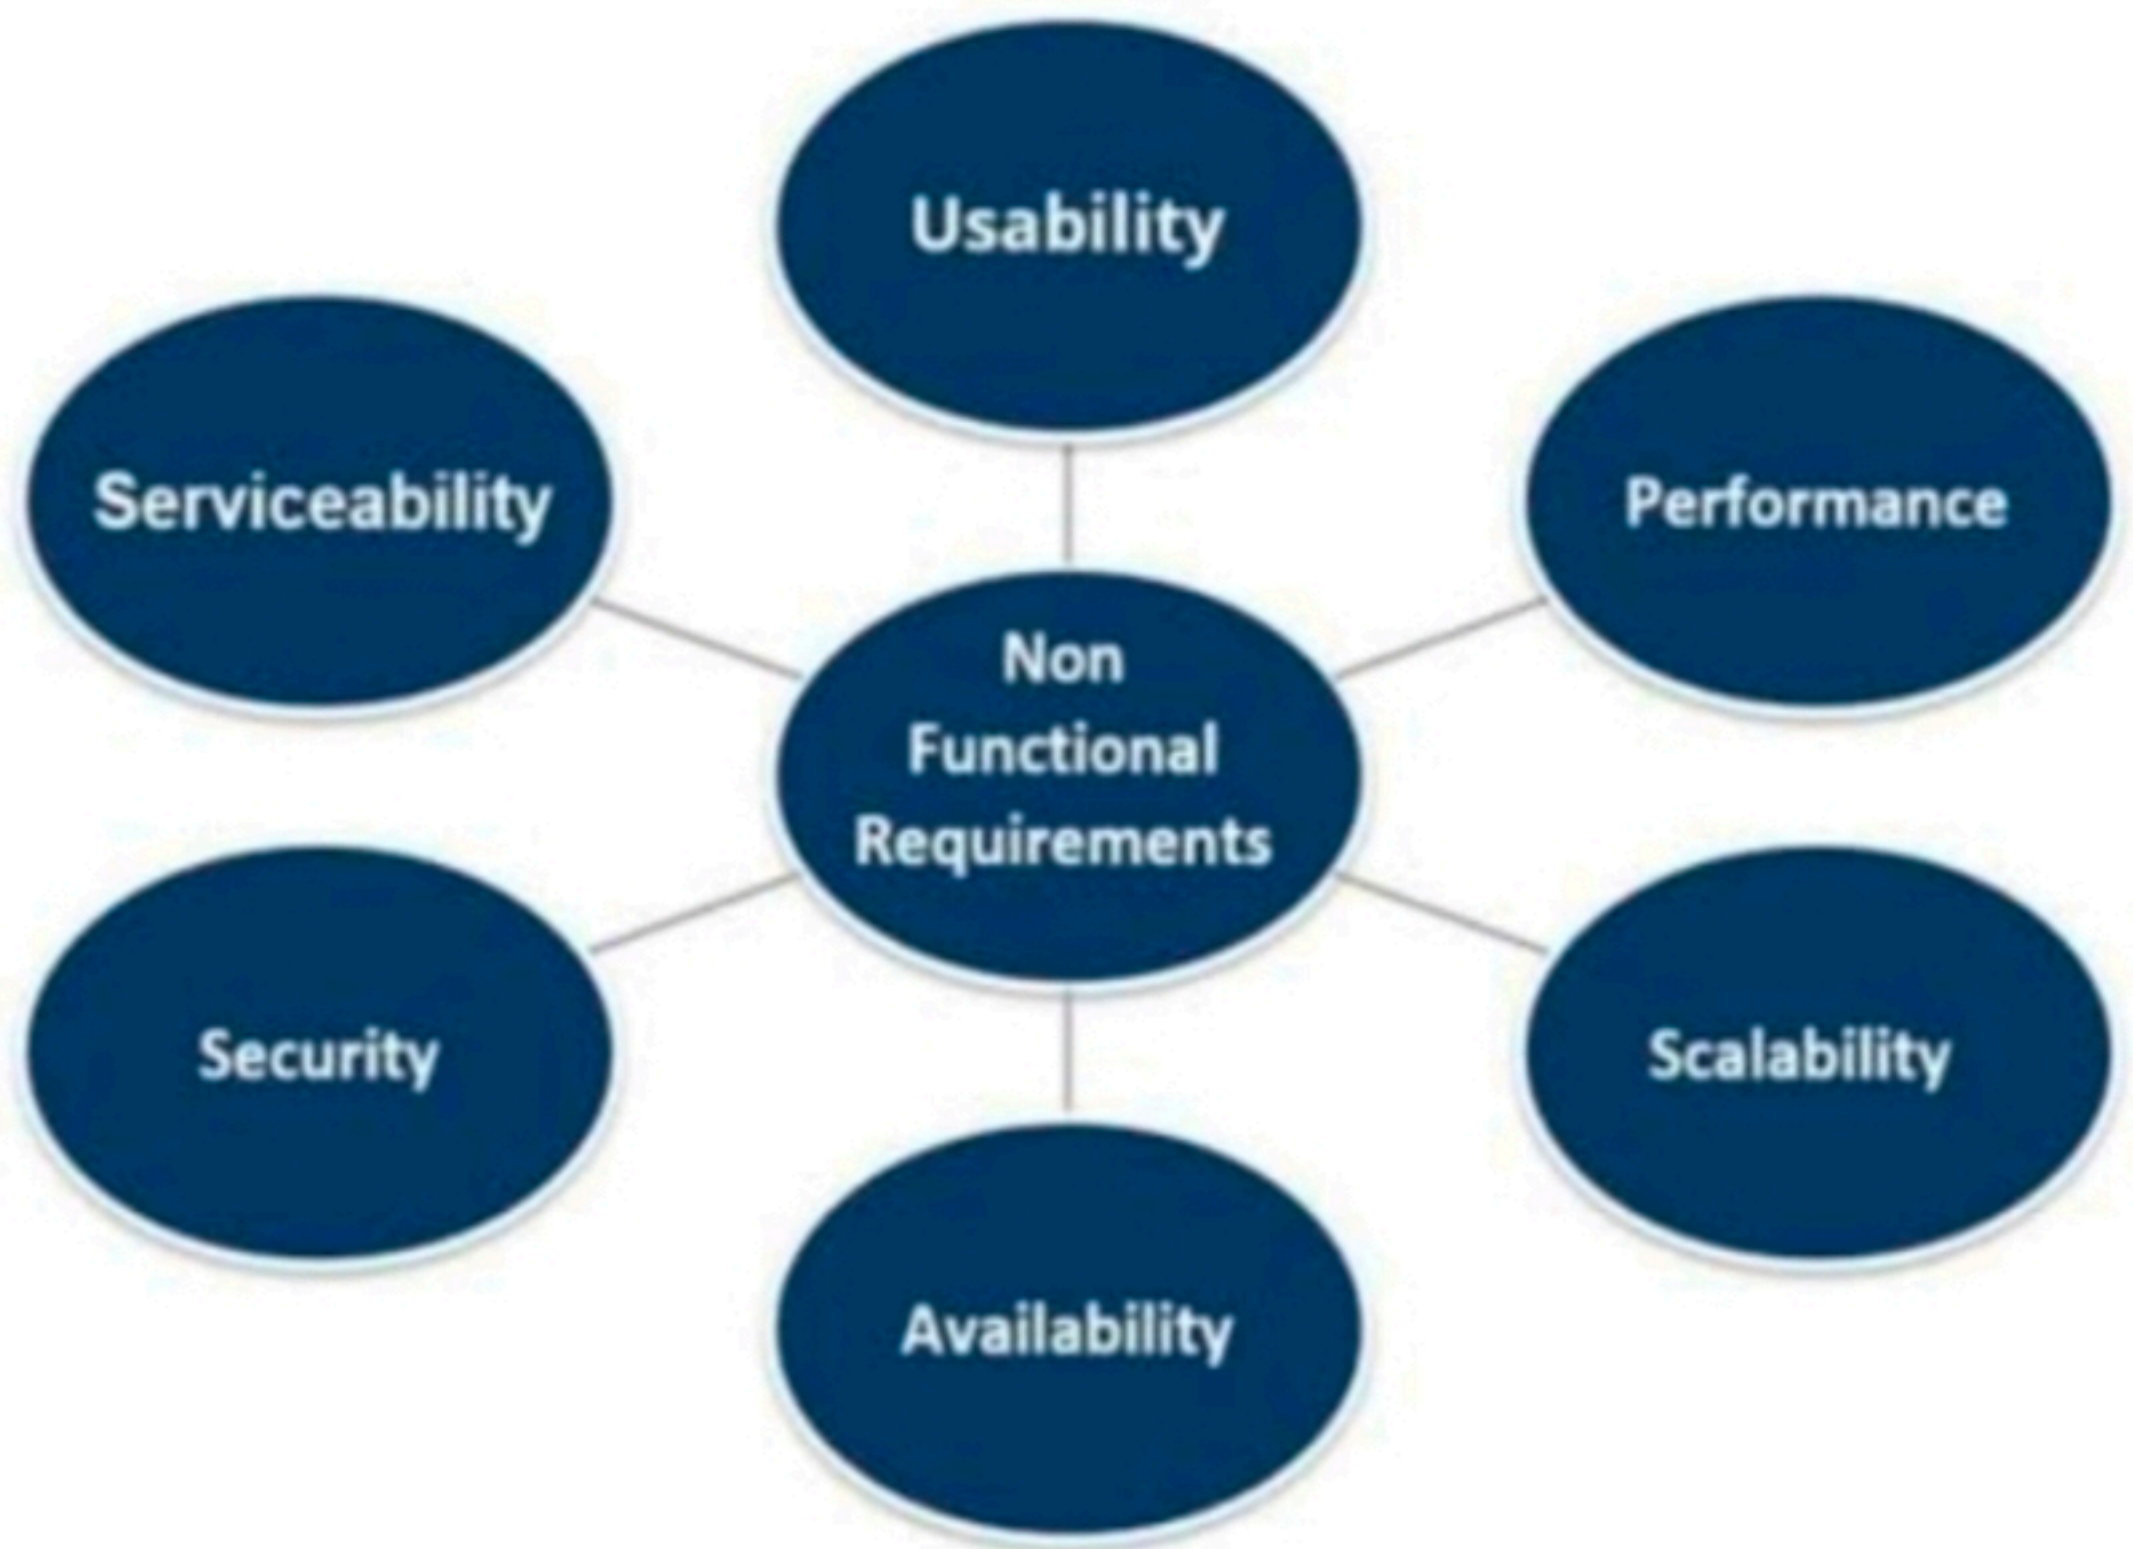 Usability
Serviceability
Performance
Non
Functional
Requirements
Security
Scalability
Availability